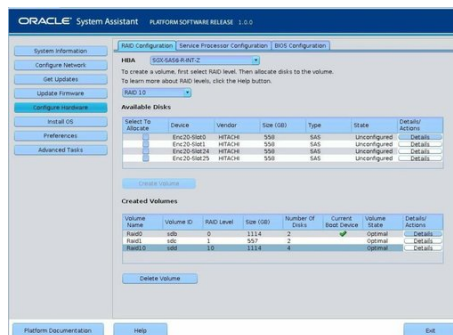 ORACLE System Assistant PLATFORM SOFTWARE RELEASE 1.0.0
System Information
Configure Network
Get Updates
Update Firmware
Configure Hardware
Install OS
Preferences
Advanced Tasks
RAID Configuration Service Processor Configuration BIOS Configuration
HBA SGX-SAS6-R-INT-Z
To create a volume, first select RAID level. Then allocate disks to the volume.
To learn more about RAID levels, click the Help button.
RAID 10
Available Disks
Select To Allocate Device Vendor Size (GB) Type State Details/ Actions
Enc20-Slot0 HITACHI 558 SAS Unconfigured Details
Enc20-Slot1 HITACHI 558 SAS Unconfigured Details
Enc20-Slot24 HITACHI 558 SAS Unconfigured Details
Enc20-Slot25 HITACHI 558 SAS Unconfigured Details
Create Volume
Created Volumes
Volume Name Volume ID RAID Level Size (GB) Number Of Disks Current Boot Device Volume State Details/ Actions
Raid0 sdb 0 1114 2 Optimal Details
Raid1 sdc 1 557 2 Optimal Details
Raid10 sdd 10 1114 4 Optimal Details
Delete Volume
Platform Documentation Help Exit